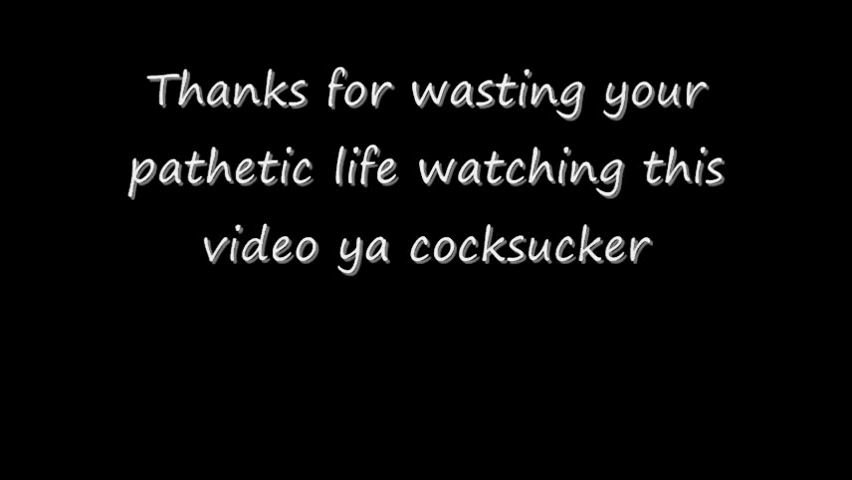 Thanks for wasting your
pathetic life watching this
video ya cocksucker